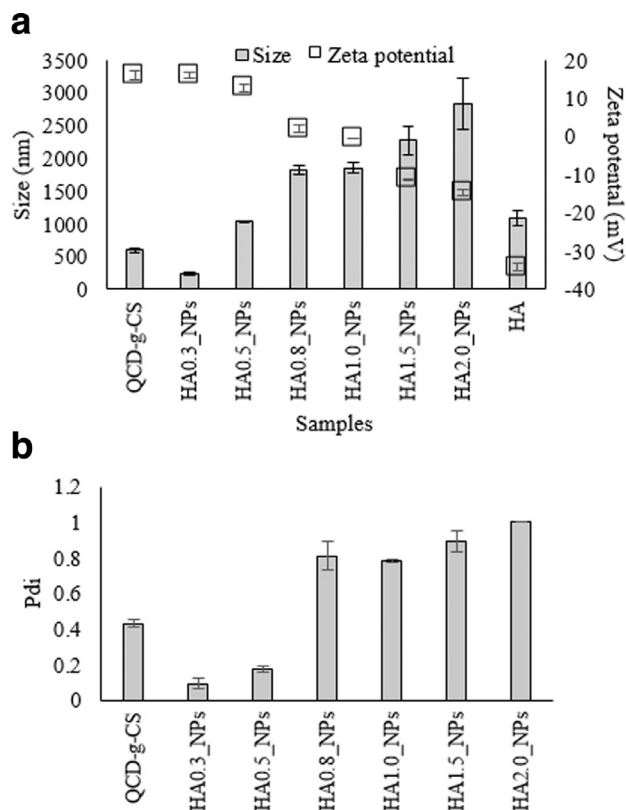 a
Size Zeta potential
3500
3000
2500
2000
1500
1000
500
0
Size (nm)
20
10
0
-10
-20
-30
-40
Zeta potental (mV)
QCD-g-CS
HA0.3_NPs
HA0.5_NPs
HA0.8_NPs
HA1.0_NPs
HA1.5_NPs
HA2.0_NPs
HA
Samples
b
1.2
1
0.8
0.6
0.4
0.2
0
Pdi
QCD-g-CS
HA0.3_NPs
HA0.5_NPs
HA0.8_NPs
HA1.0_NPs
HA1.5_NPs
HA2.0_NPs